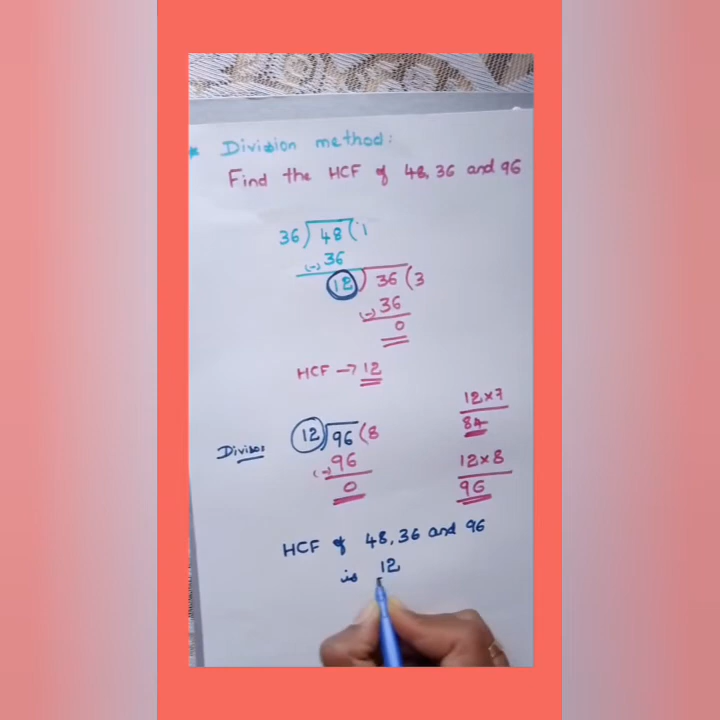 * Division method:
Find the HCF of 48, 36 and 96
36) 48 (1
(-) 36
12) 36 (3
(-) 36
0
HCF → 12
12×7
84
Divisor 12) 96 (8
(-) 96
0
12×8
96
HCF of 48, 36 and 96
is 12